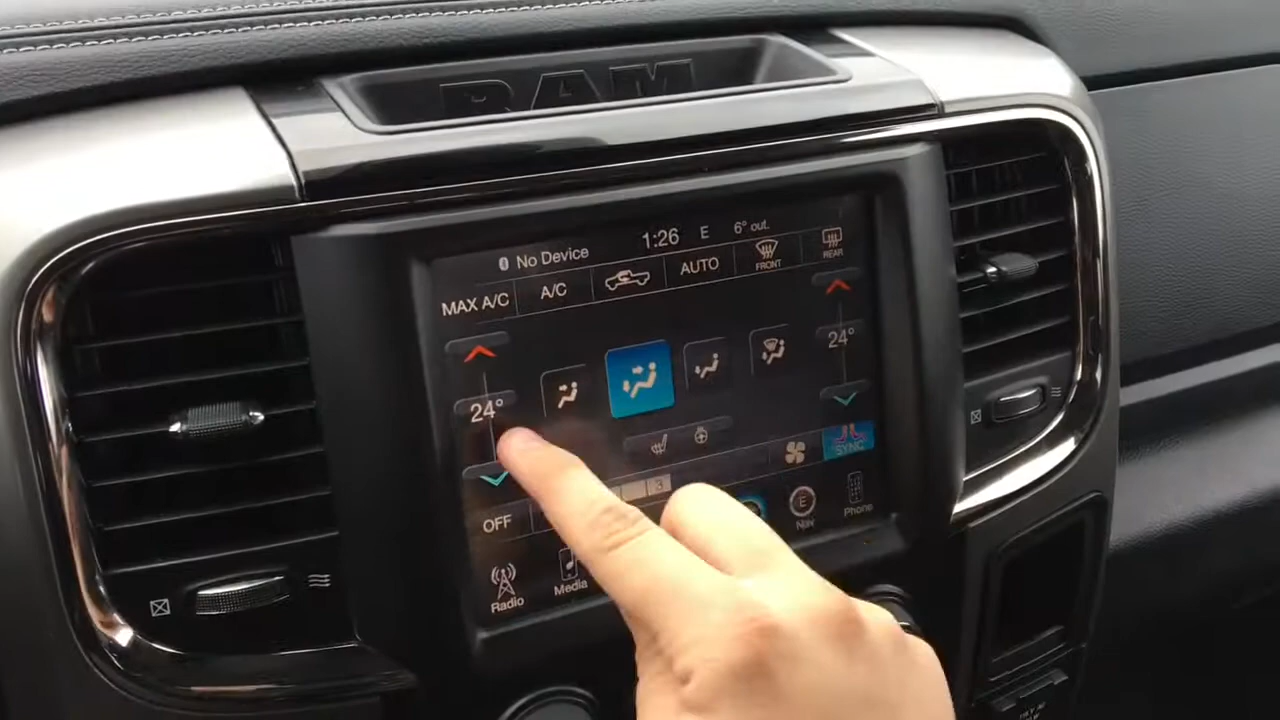 RAM
No Device 1:26 E 6° out.
MAX A/C A/C AUTO FRONT REAR
24° 24°
SYNC
3
OFF
Radio Media E Nav Phone